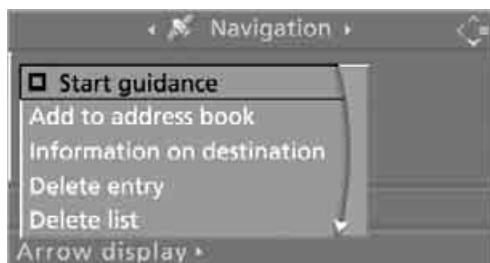 Navigation
Start guidance
Add to address book
Information on destination
Delete entry
Delete list
Arrow display